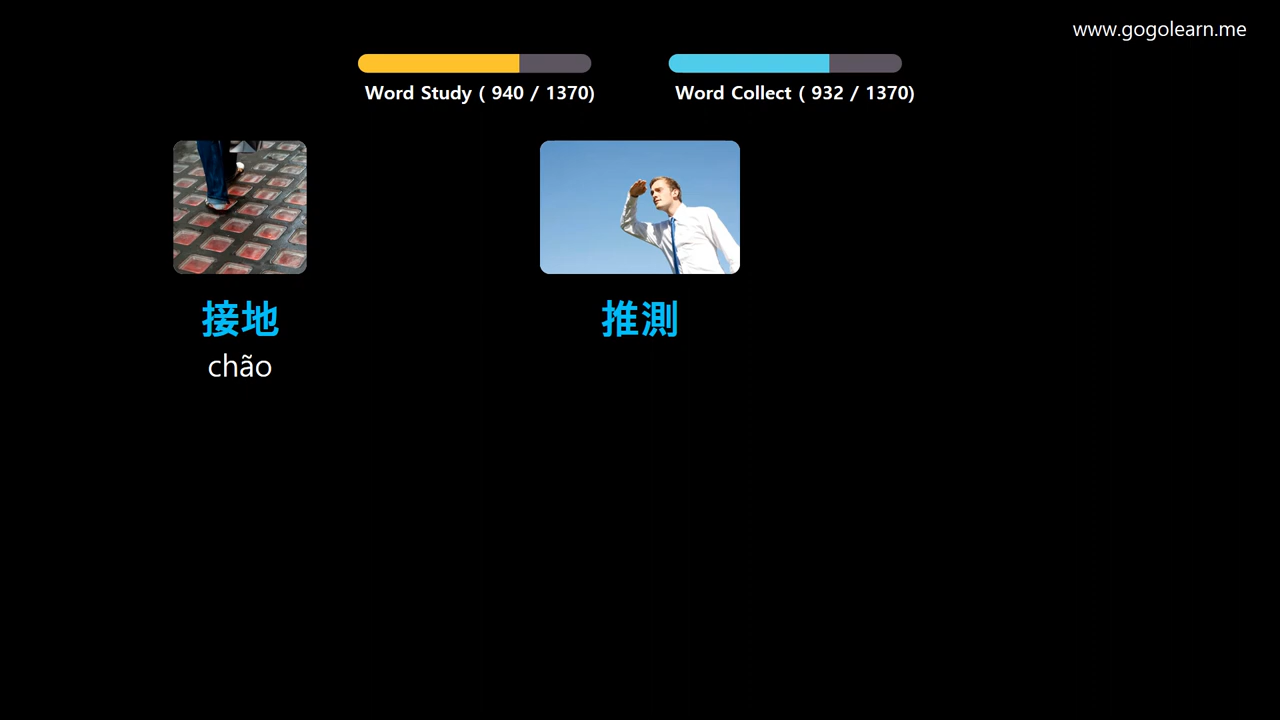 www.gogolearn.me
Word Study ( 940 / 1370)
Word Collect ( 932 / 1370)
接地
chão
推測